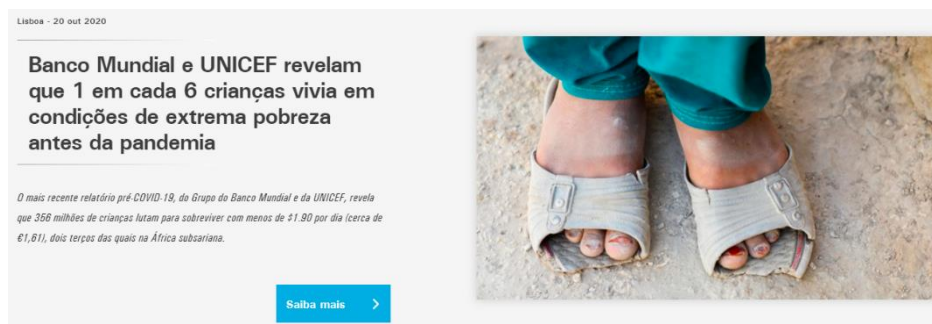 Lisboa - 20 out 2020
Banco Mundial e UNICEF revelam
que 1 em cada 6 crianças vivia em
condições de extrema pobreza
antes da pandemia
O mais recente relatório pré-COVID-19, do Grupo do Banco Mundial e da UNICEF, revela
que 356 milhões de crianças lutam para sobreviver com menos de $1.90 por dia (cerca de
€1,61), dois terços das quais na África subsariana.
Saiba mais